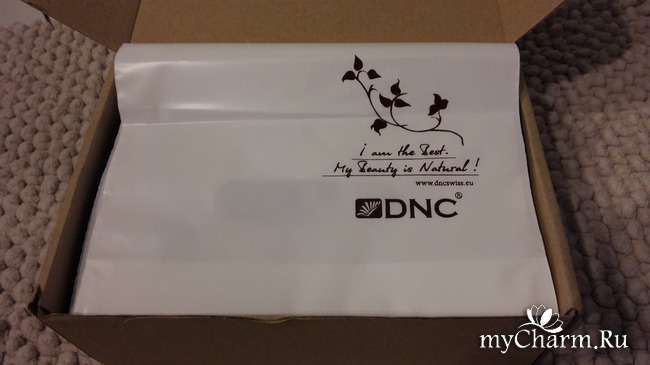 I am the Best.
My Beauty is Natural!
www.dncswiss.eu
DNC®
myCharm.Ru